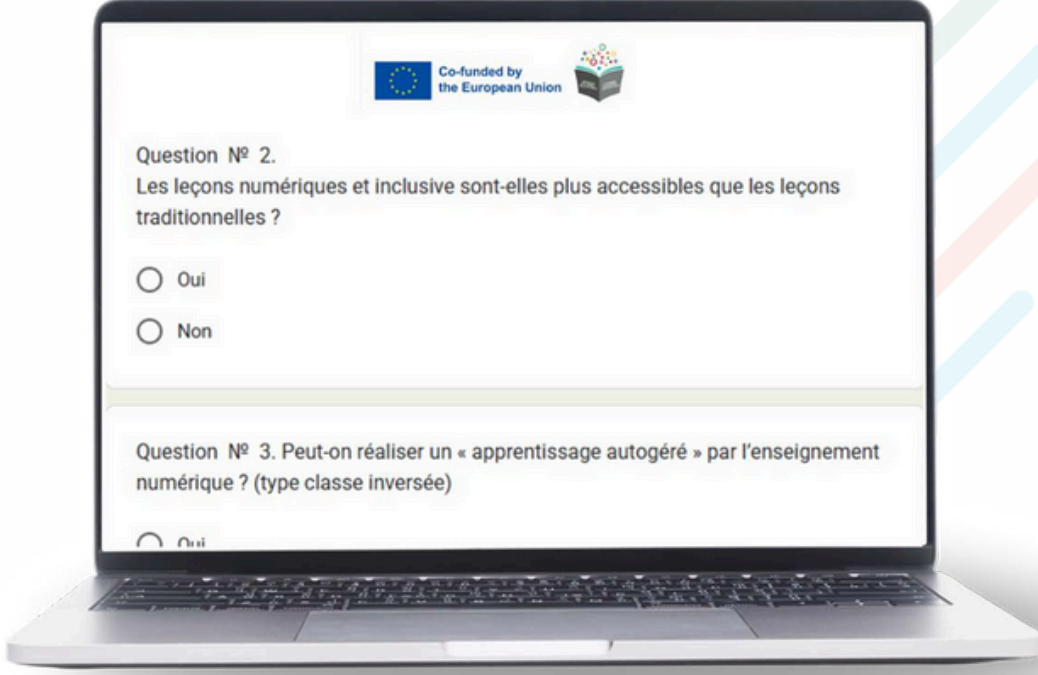 Co-funded by
the European Union
Question Nº 2.
Les leçons numériques et inclusive sont-elles plus accessibles que les leçons
traditionnelles ?
Oui
Non
Question Nº 3. Peut-on réaliser un « apprentissage autogéré » par l'enseignement
numérique ? (type classe inversée)
Oui